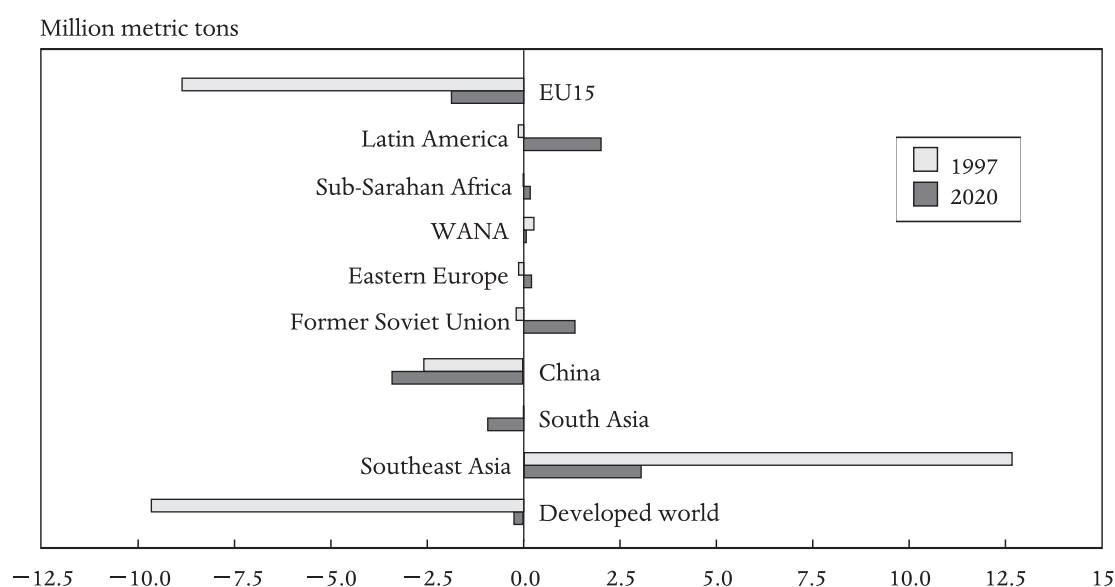 Million metric tons
EU15
Latin America
1997
Sub-Sarahan Africa
2020
WANA
Eastern Europe
Former Soviet Union
China
South Asia
Southeast Asia
Developed world
−12.5 −10.0 −7.5 −5.0 −2.5 0.0 2.5 5.0 7.5 10.0 12.5 15